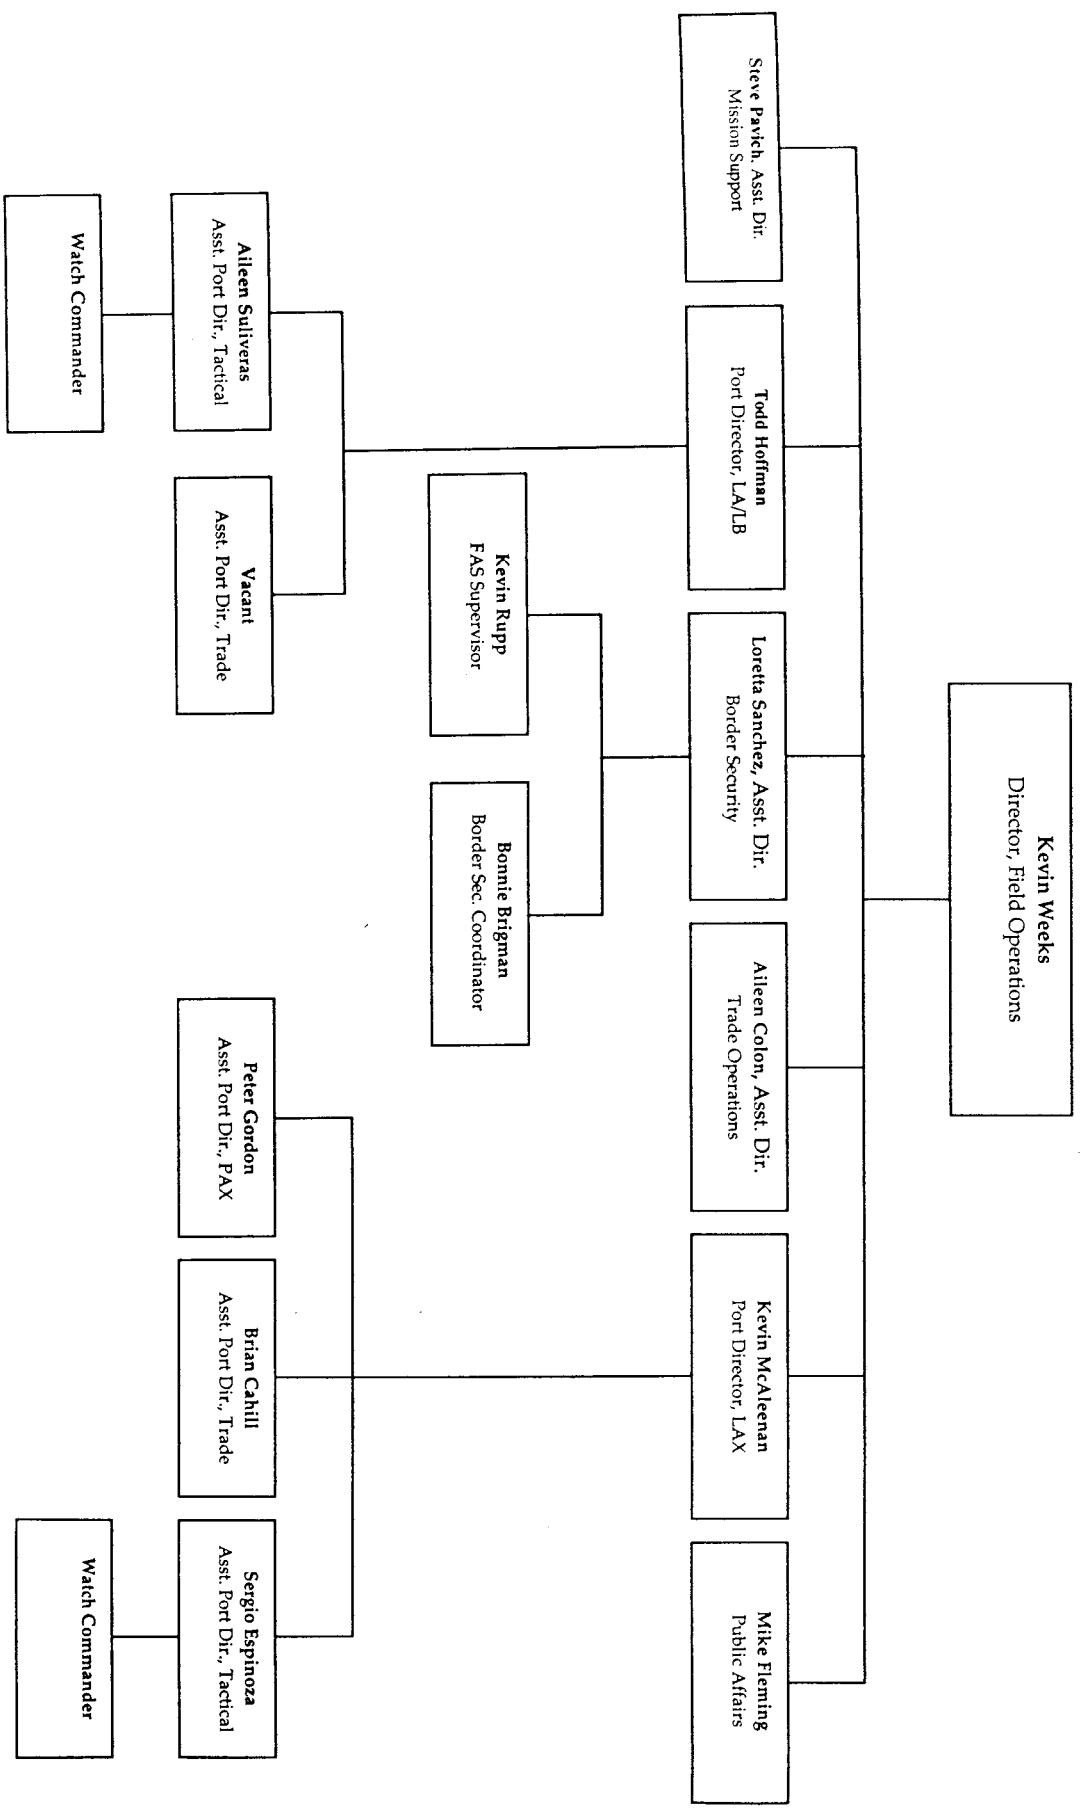 Kevin Weeks
Director, Field Operations
Steve Pavich. Asst. Dir.
Mission Support
Todd Hoffman
Port Director, LA/LB
Loretta Sanchez, Asst. Dir.
Border Security
Aileen Colon, Asst. Dir.
Trade Operations
Kevin McAleenan
Port Director, LAX
Mike Fleming
Public Affairs
Kevin Rupp
FAS Supervisor
Bonnie Brigman
Border Sec. Coordinator
Aileen Suliveras
Asst. Port Dir., Tactical
Vacant
Asst. Port Dir., Trade
Peter Gordon
Asst. Port Dir., PAX
Brian Cahill
Asst. Port Dir., Trade
Sergio Espinoza
Asst. Port Dir., Tactical
Watch Commander
Watch Commander